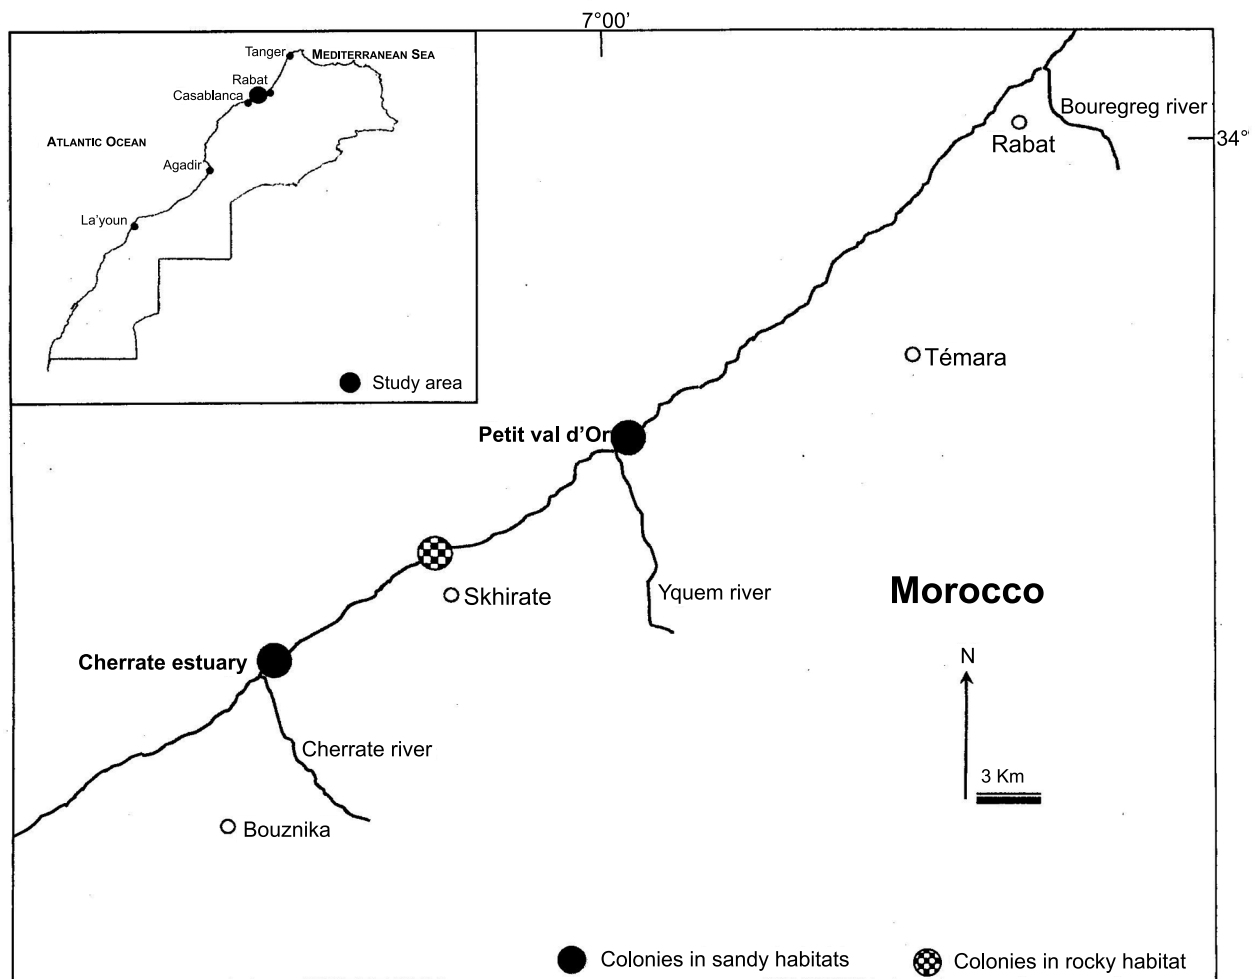 7°00'
Tanger
MEDITERRANEAN SEA
Rabat
Casablanca
ATLANTIC OCEAN
Agadir
La'youn
Study area
Bouregreg river
Rabat
34°
Témara
Petit val d'Or
Skhirate
Yquem river
Morocco
Cherrate estuary
N
Cherrate river
3 Km
Bouznika
Colonies in sandy habitats
Colonies in rocky habitat